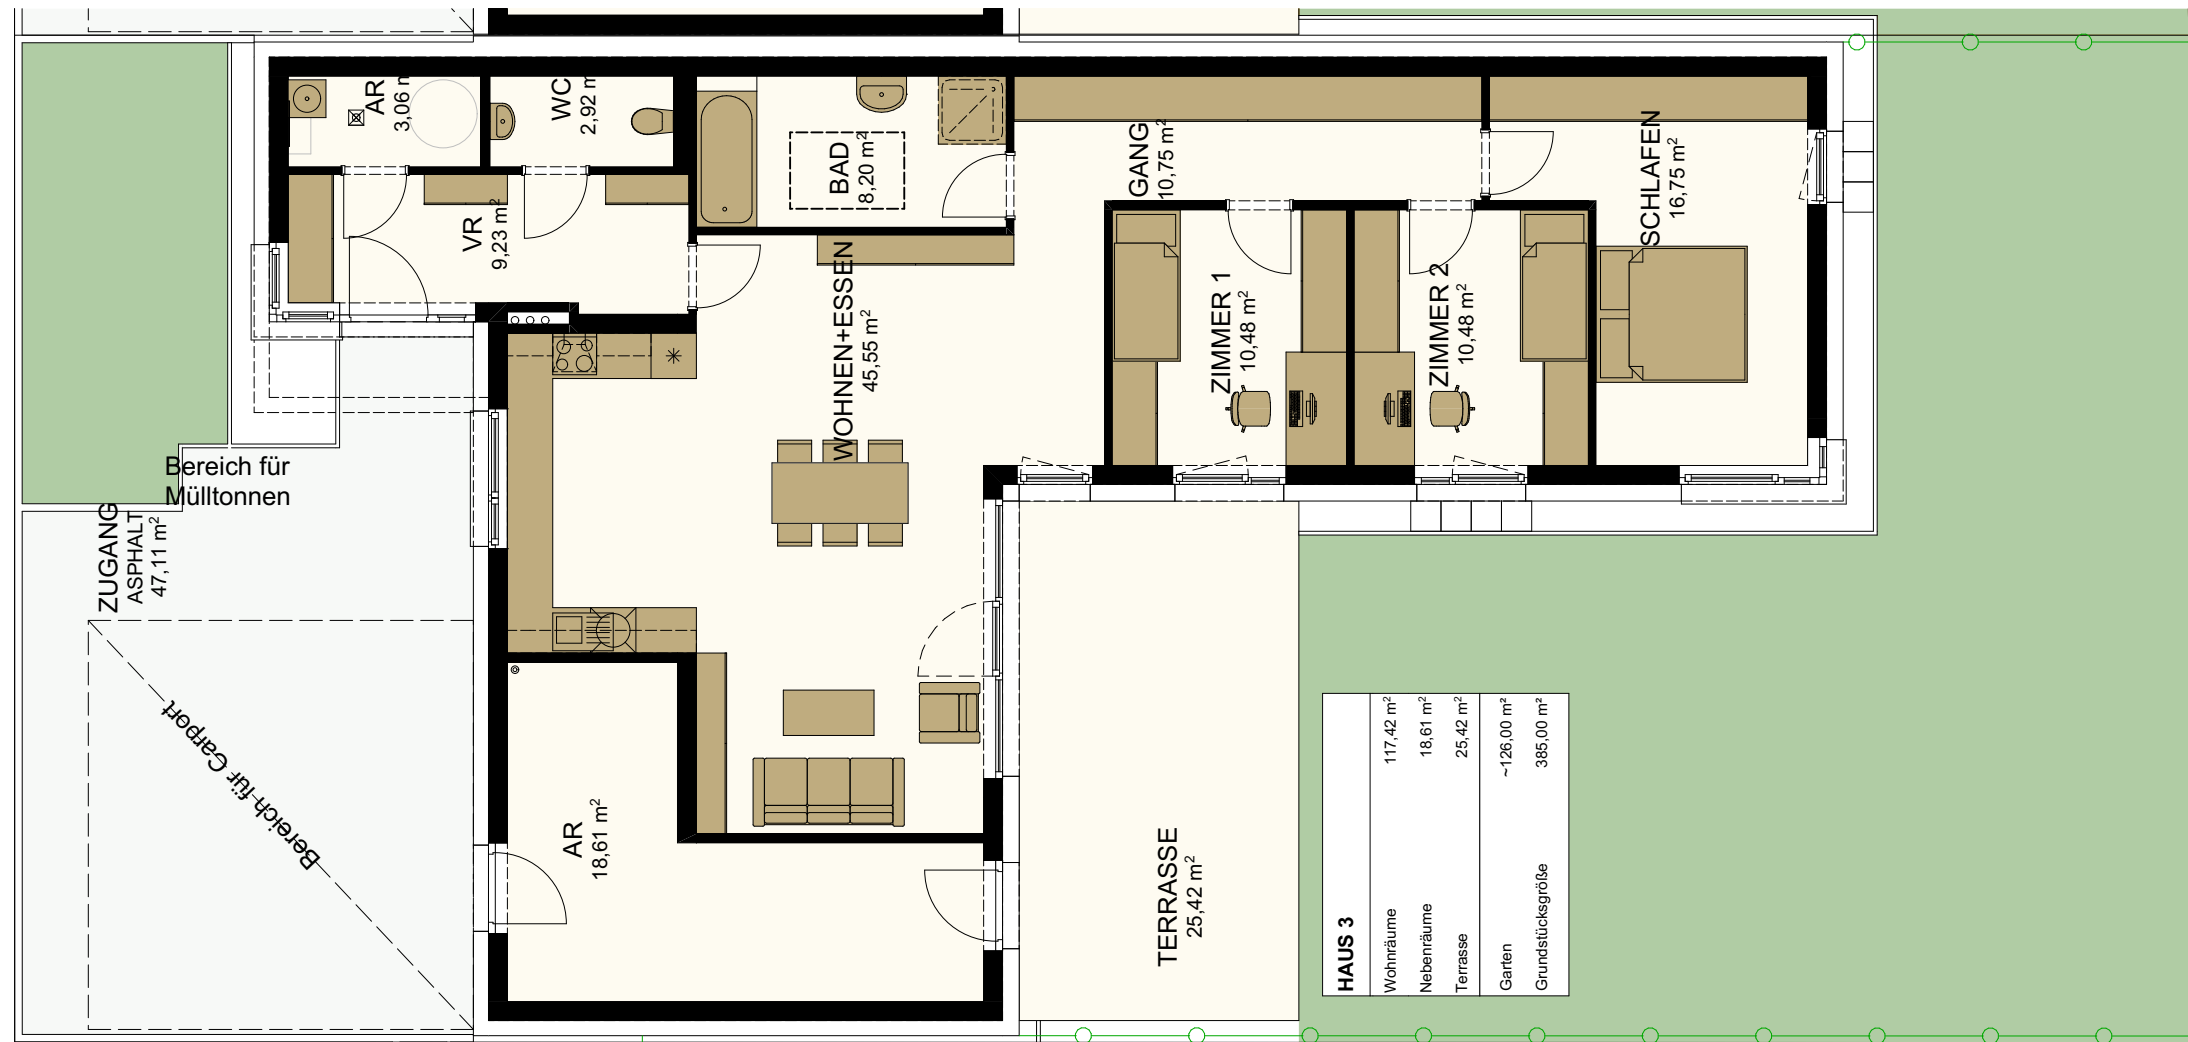 AR
3,06 m
WC
2,92 m
VR
9,23 m²
BAD
8,20 m²
GANG
10,75 m²
SCHLAFEN
16,75 m²
WOHNEN+ESSEN
45,55 m²
ZIMMER 1
10,48 m²
ZIMMER 2
10,48 m²
Bereich für
Mülltonnen
ZUGANG
ASPHALT
47,11 m²
Bereich für Carport
AR
18,61 m²
TERRASSE
25,42 m²
HAUS 3
Wohnräume 117,42 m²
Nebenräume 18,61 m²
Terrasse 25,42 m²
Garten ~126,00 m²
Grundstücksgröße 385,00 m²